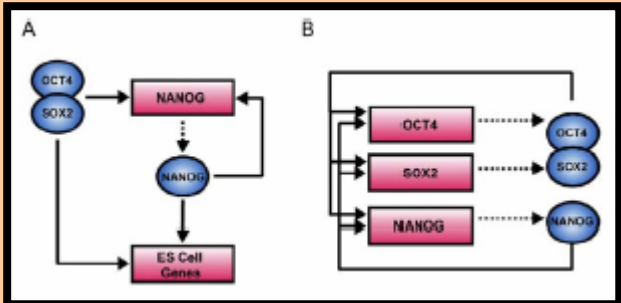 A
OCT4
SOX2
NANOG
NANOG
ES Cell
Genes
B
OCT4
SOX2
NANOG
OCT4
SOX2
NANOG